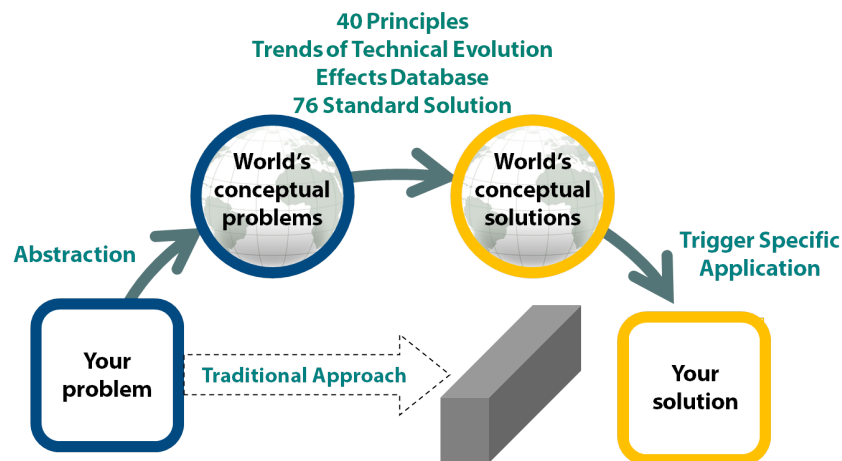 40 Principles
Trends of Technical Evolution
Effects Database
76 Standard Solution
World's
conceptual
problems
World's
conceptual
solutions
Abstraction
Trigger Specific
Application
Your
problem
Traditional Approach
Your
solution